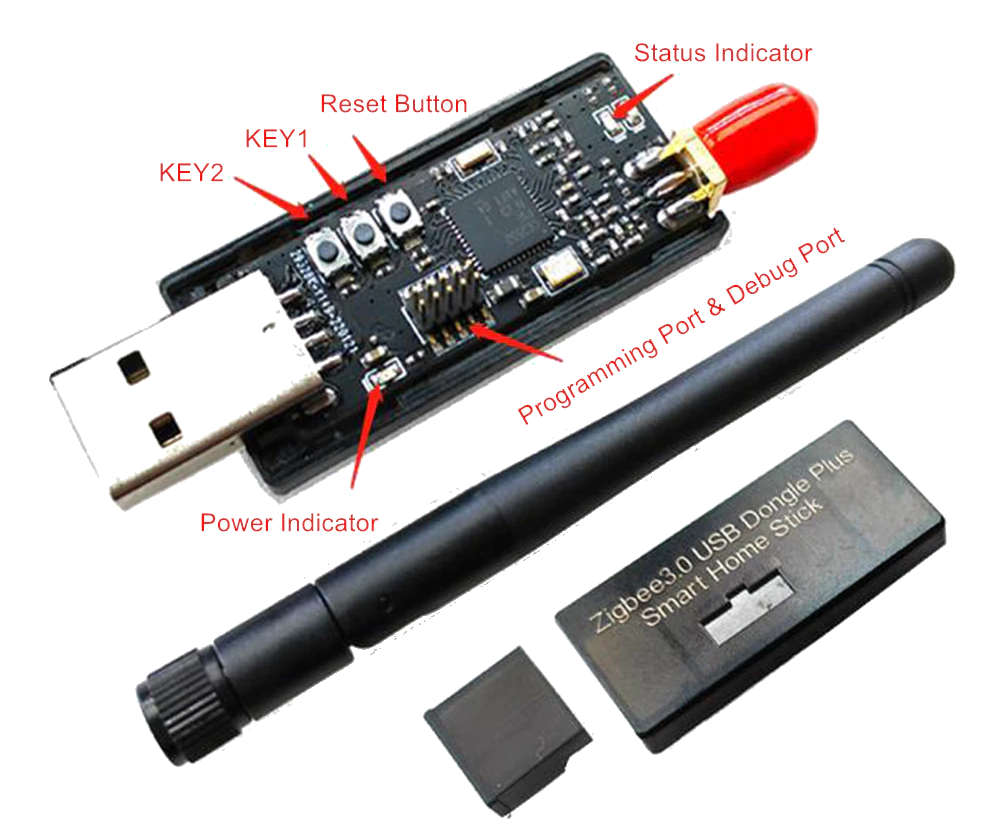 Status Indicator
Reset Button
KEY1
KEY2
Programming Port & Debug Port
Power Indicator
Zigbee3.0 USB Dongle Plus
Smart Home Stick